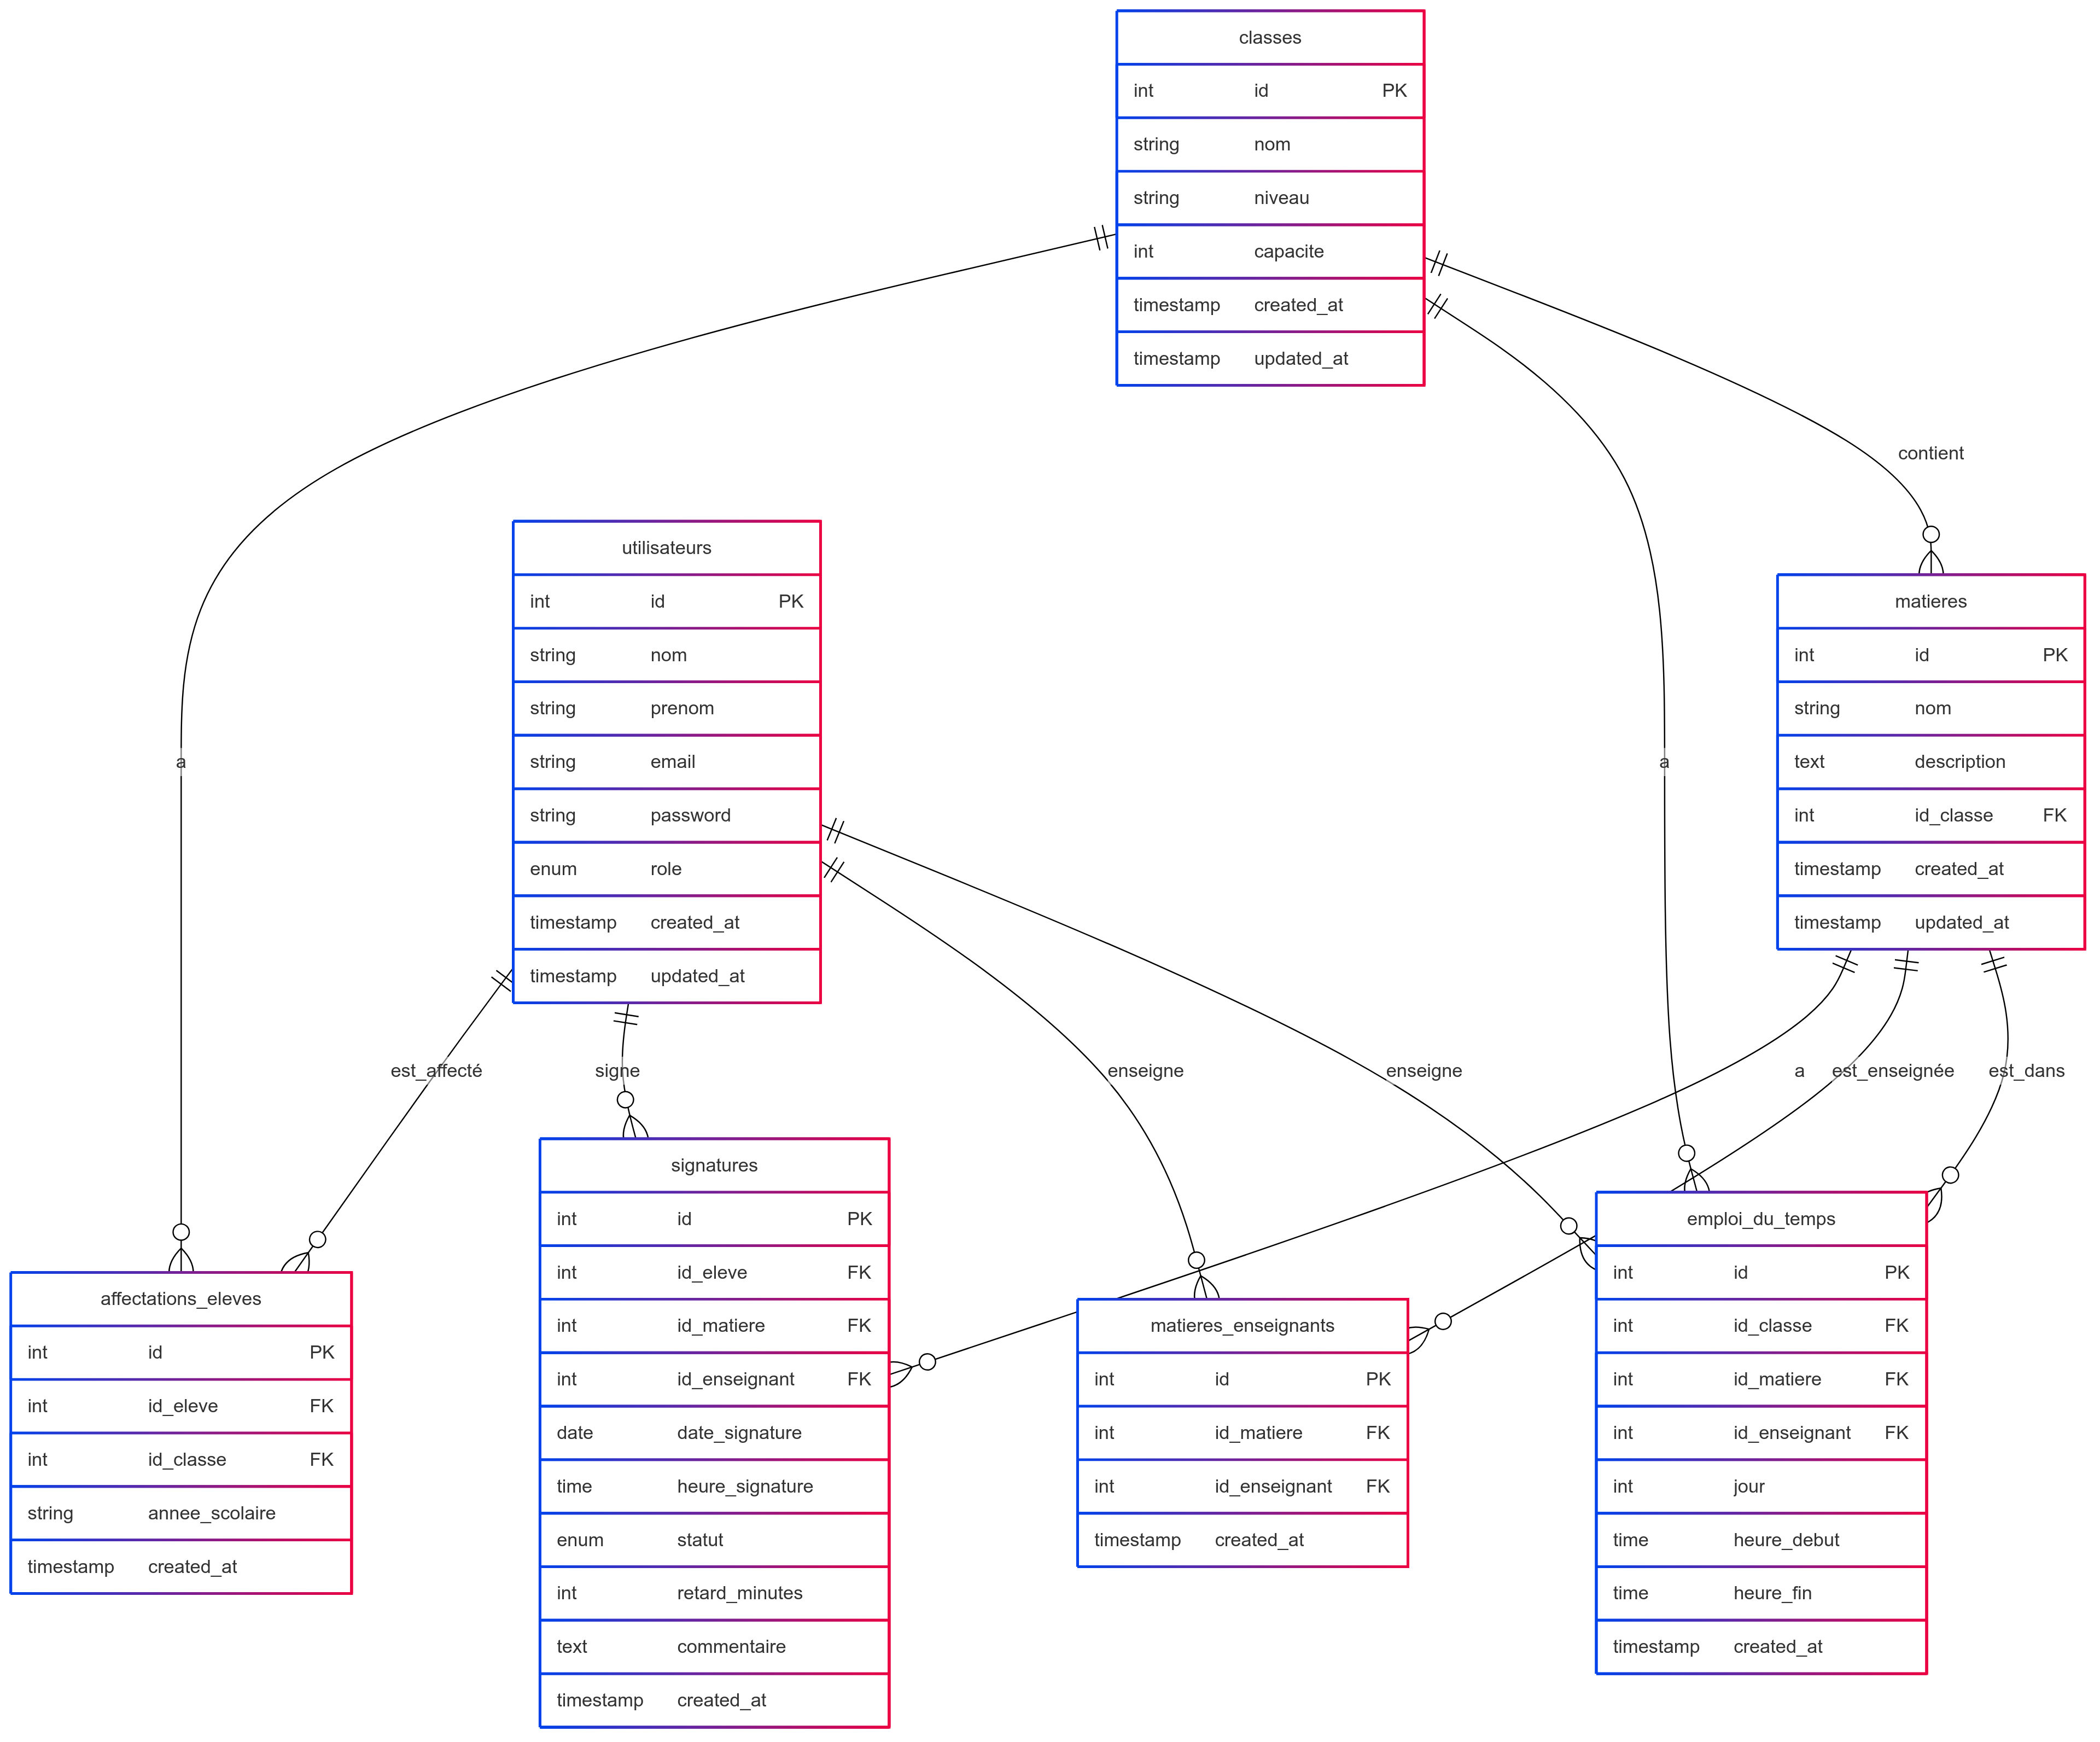 classes
int id PK
string nom
string niveau
int capacite
timestamp created_at
timestamp updated_at
contient
utilisateurs
int id PK
string nom
string prenom
string email
string password
enum role
timestamp created_at
timestamp updated_at
matieres
int id PK
string nom
text description
int id_classe FK
timestamp created_at
timestamp updated_at
a
a
est_affecté
signe
enseigne
enseigne
a
est_enseignée
est_dans
affectations_eleves
int id PK
int id_eleve FK
int id_classe FK
string annee_scolaire
timestamp created_at
signatures
int id PK
int id_eleve FK
int id_matiere FK
int id_enseignant FK
date date_signature
time heure_signature
enum statut
int retard_minutes
text commentaire
timestamp created_at
matieres_enseignants
int id PK
int id_matiere FK
int id_enseignant FK
timestamp created_at
emploi_du_temps
int id PK
int id_classe FK
int id_matiere FK
int id_enseignant FK
int jour
time heure_debut
time heure_fin
timestamp created_at